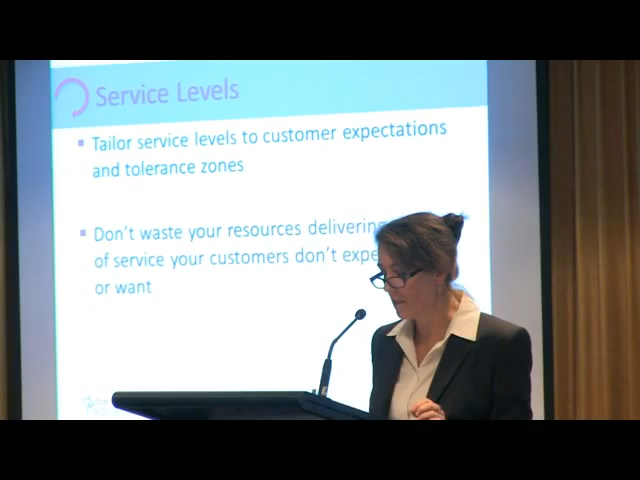 Service Levels
Tailor service levels to customer expectations
and tolerance zones
Don't waste your resources delivering
of service your customers don't expe
or want